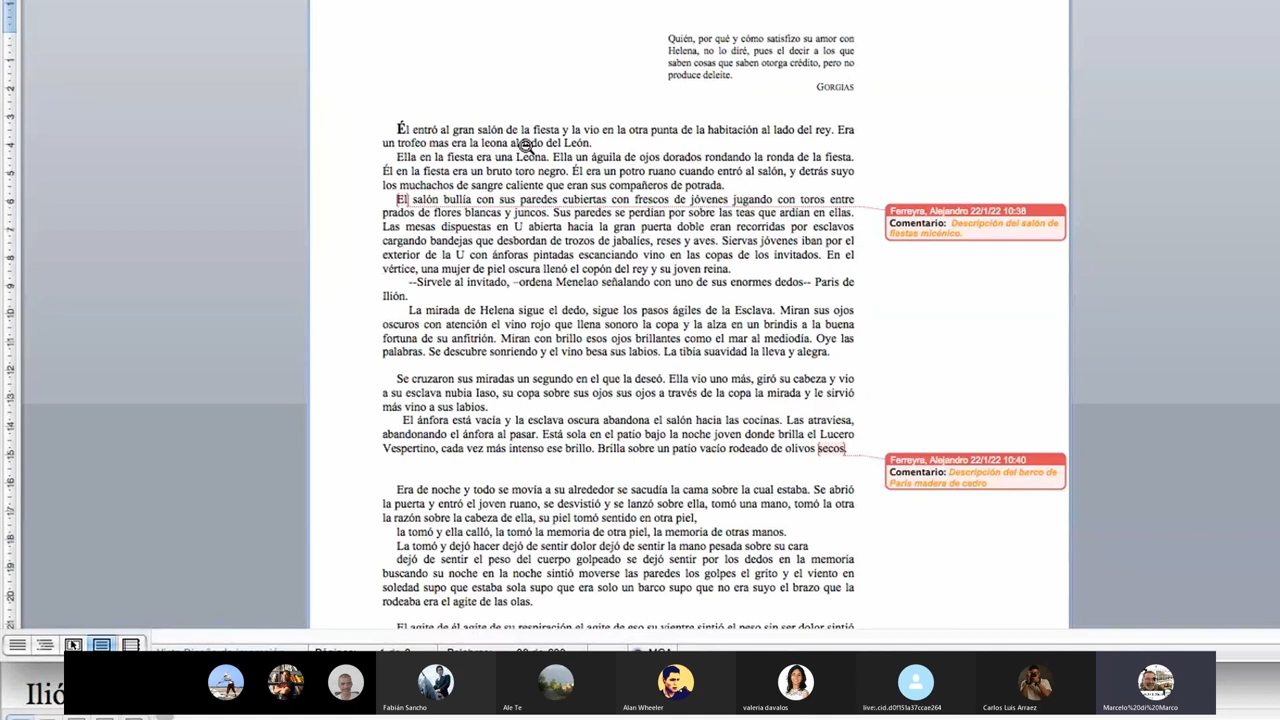 Quién, por qué y cómo satisfizo su amor con
Helena, no lo diré, pues el decir a los que
saben cosas que saben otorga crédito, pero no
produce deleite.
GORGIAS
Él entró al gran salón de la fiesta y la vio en la otra punta de la habitación al lado del rey. Era
un trofeo mas era la leona al lado del León.
Ella en la fiesta era una Leona. Ella un águila de ojos dorados rondando la ronda de la fiesta.
Él en la fiesta era un bruto toro negro. Él era un potro ruano cuando entró al salón, y detrás suyo
los muchachos de sangre caliente que eran sus compañeros de potrada.
El salón bullía con sus paredes cubiertas con frescos de jóvenes jugando con toros entre
prados de flores blancas y juncos. Sus paredes se perdían por sobre las teas que ardían en ellas.
Las mesas dispuestas en U abierta hacia la gran puerta doble eran recorridas por esclavos
cargando bandejas que desbordan de trozos de jabalíes, reses y aves. Siervas jóvenes iban por el
exterior de la U con ánforas pintadas escanciando vino en las copas de los invitados. En el
vértice, una mujer de piel oscura llenó el copón del rey y su joven reina.
--Sírvele al invitado, –ordena Menelao señalando con uno de sus enormes dedos-- Paris de
Ilión.
La mirada de Helena sigue el dedo, sigue los pasos ágiles de la Esclava. Miran sus ojos
oscuros con atención el vino rojo que llena sonoro la copa y la alza en un brindis a la buena
fortuna de su anfitrión. Miran con brillo esos ojos brillantes como el mar al mediodía. Oye las
palabras. Se descubre sonriendo y el vino besa sus labios. La tibia suavidad la lleva y alegra.
Se cruzaron sus miradas un segundo en el que la deseó. Ella vio uno más, giró su cabeza y vio
a su esclava nubia Iaso, su copa sobre sus ojos sus ojos a través de la copa la mirada y le sirvió
más vino a sus labios.
El ánfora está vacía y la esclava oscura abandona el salón hacia las cocinas. Las atraviesa,
abandonando el ánfora al pasar. Está sola en el patio bajo la noche joven donde brilla el Lucero
Vespertino, cada vez más intenso ese brillo. Brilla sobre un patio vacío rodeado de olivos secos.
Era de noche y todo se movía a su alrededor se sacudía la cama sobre la cual estaba. Se abrió
la puerta y entró el joven ruano, se desvistió y se lanzó sobre ella, tomó una mano, tomó la otra
la razón sobre la cabeza de ella, su piel tomó sentido en otra piel,
la tomó y ella calló, la tomó la memoria de otra piel, la memoria de otras manos.
La tomó y dejó hacer dejó de sentir dolor dejó de sentir la mano pesada sobre su cara
dejó de sentir el peso del cuerpo golpeado se dejó sentir por los dedos en la memoria
buscando su noche en la noche sintió moverse las paredes los golpes el grito y el viento en
soledad supo que estaba sola supo que era solo un barco supo que no era suyo el brazo que la
rodeaba era el agite de las olas.
El agite de él agite de su respiración el agite de eso su vientre sintió el peso sin ser dolor sintió
Ferreyra, Alejandro 22/1/22 10:38
Comentario: Descripción del salón de
fiestas micénico.
Ferreyra, Alejandro 22/1/22 10:40
Comentario: Descripción del barco de
Paris madera de cedro
Ilió
Fabián Sancho
Ale Te
Alan Wheeler
valeria davalos
live:.cid.d0f151a37ccae264
Carlos Luis Arraez
Marcelo%20di%20Marco